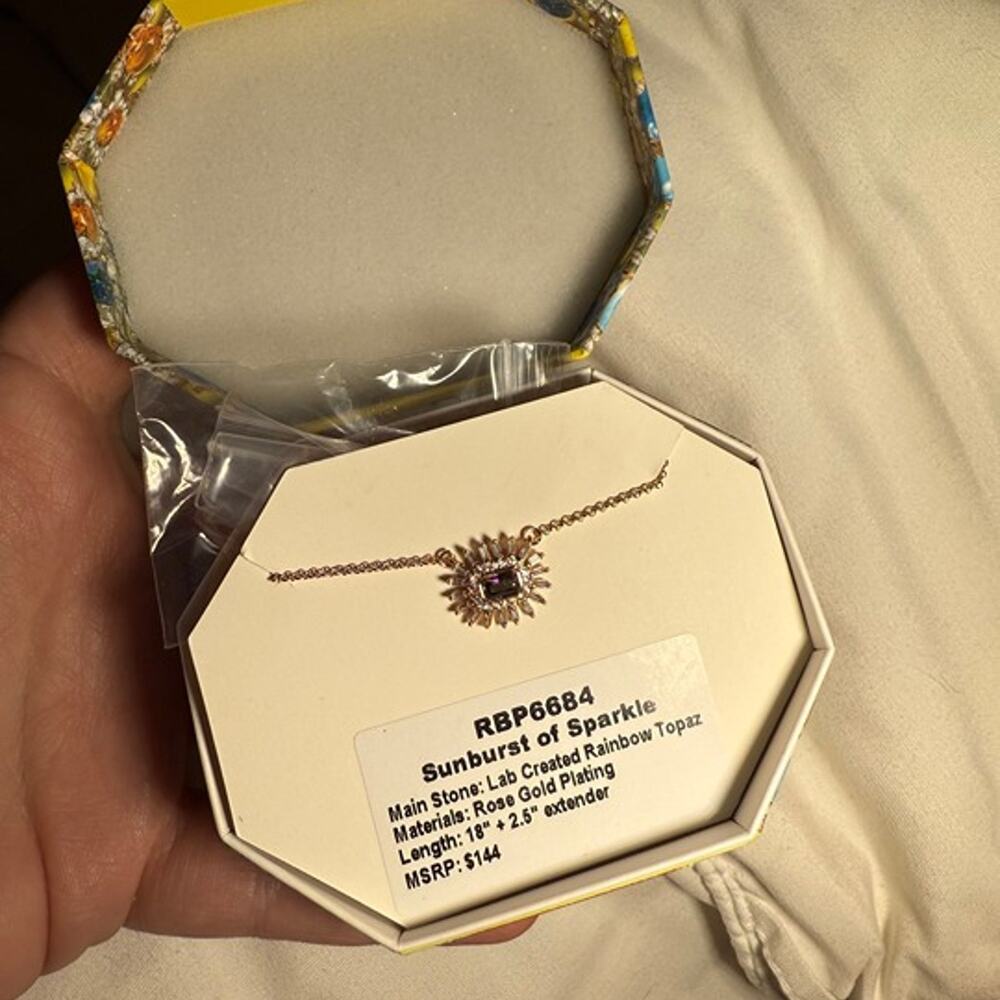 RBP6684
Sunburst of Sparkle
Main Stone: Lab Created Rainbow Topaz
Materials: Rose Gold Plating
Length: 18" + 2.5" extender
MSRP: $144